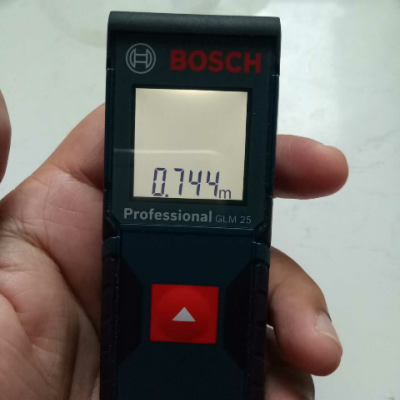 BOSCH
0.744m
Professional GLM 25